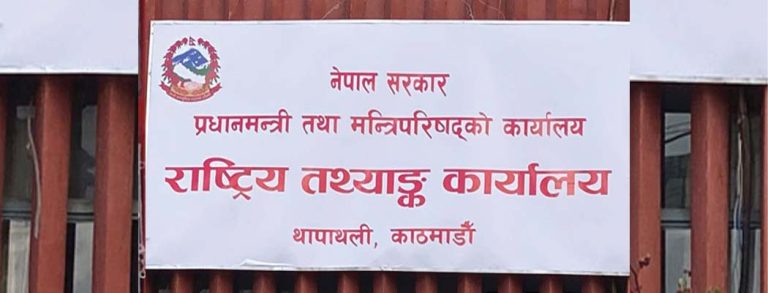 नेपाल सरकार
प्रधानमन्त्री तथा मन्त्रिपरिषद्को कार्यालय
राष्ट्रिय तथ्याङ्क कार्यालय
थापाथली, काठमाडौँ